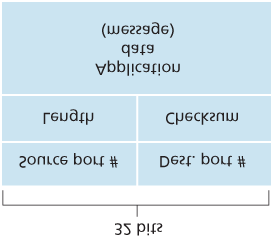 32 bits
Source port # Dest. port #
Length Checksum
Application
data
(message)